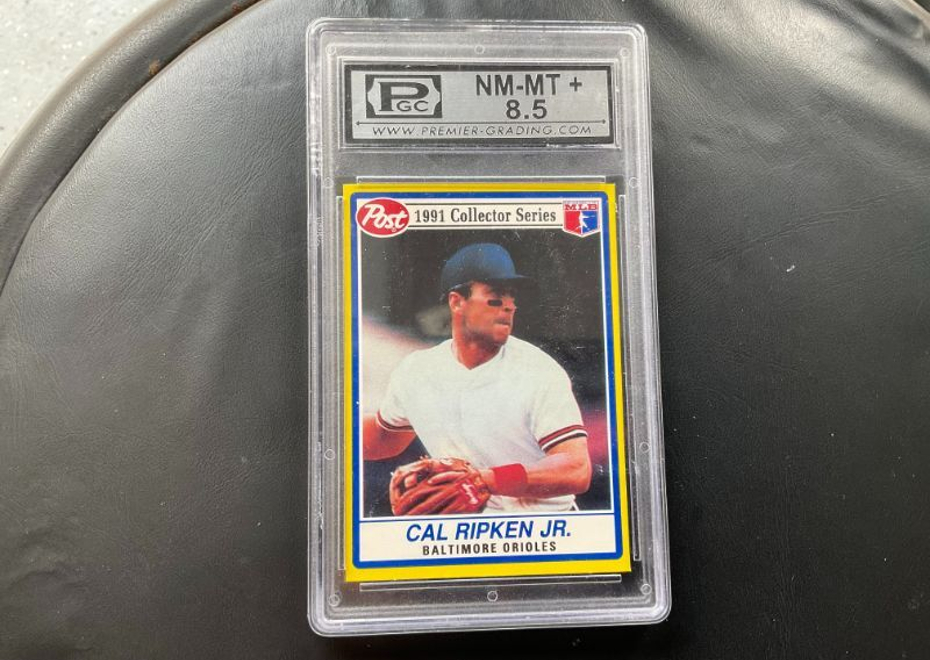 PGC
NM-MT +
8.5
WWW.PREMIER-GRADING.COM
Post
1991 Collector Series
MLB
CAL RIPKEN JR.
BALTIMORE ORIOLES